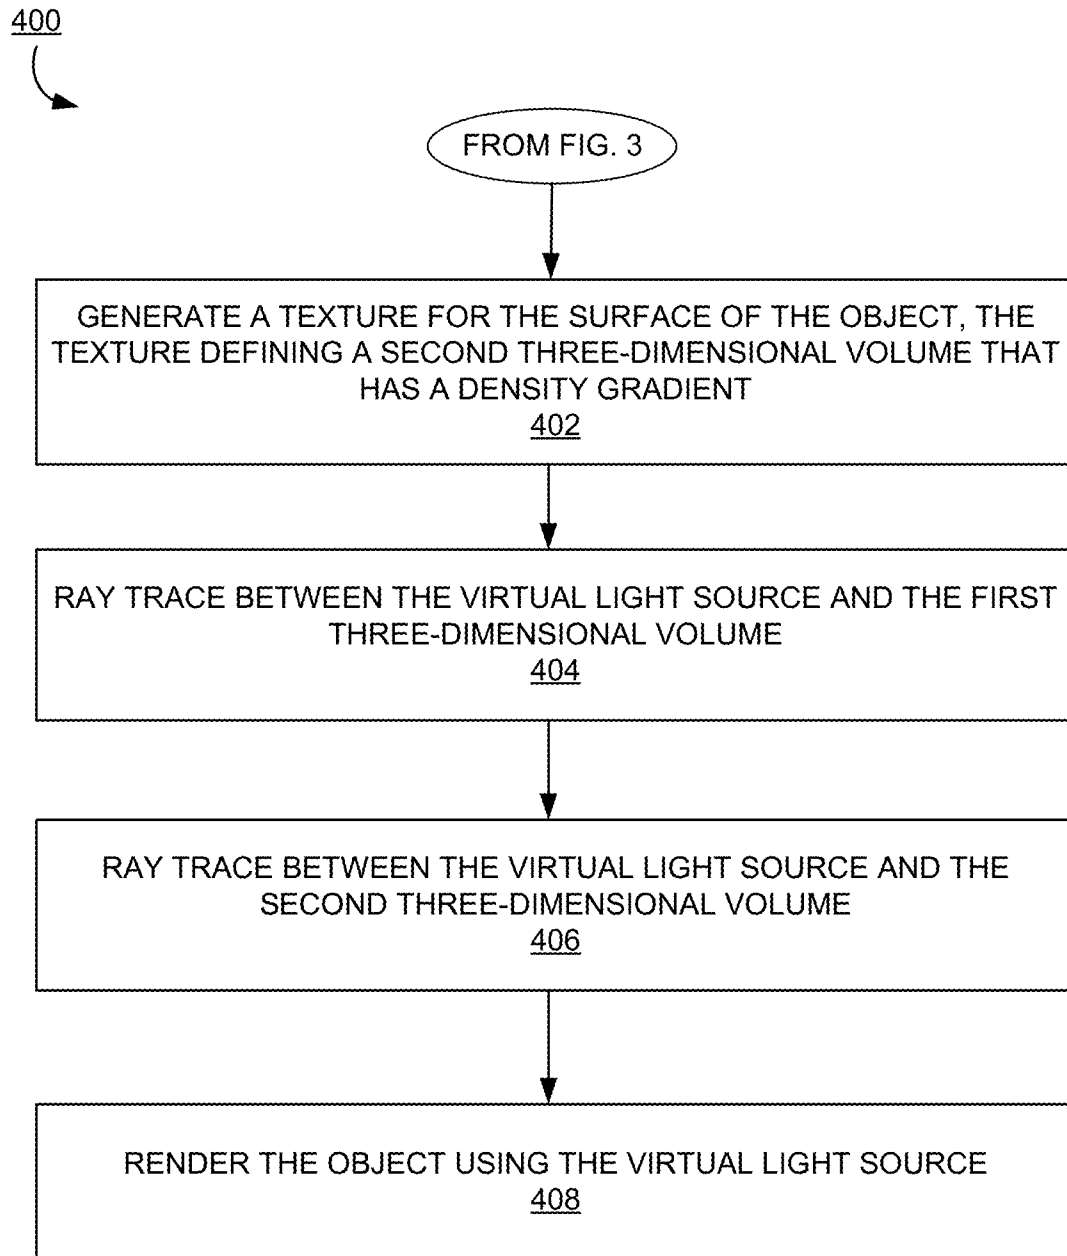 400
FROM FIG. 3
GENERATE A TEXTURE FOR THE SURFACE OF THE OBJECT, THE
TEXTURE DEFINING A SECOND THREE-DIMENSIONAL VOLUME THAT
HAS A DENSITY GRADIENT
402
RAY TRACE BETWEEN THE VIRTUAL LIGHT SOURCE AND THE FIRST
THREE-DIMENSIONAL VOLUME
404
RAY TRACE BETWEEN THE VIRTUAL LIGHT SOURCE AND THE
SECOND THREE-DIMENSIONAL VOLUME
406
RENDER THE OBJECT USING THE VIRTUAL LIGHT SOURCE
408